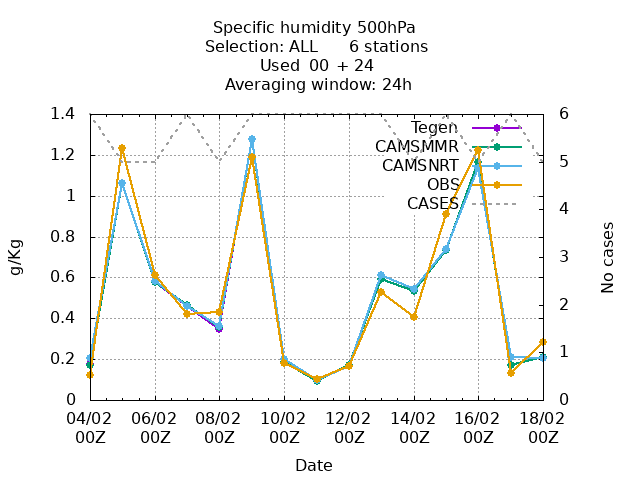 Specific humidity 500hPa
Selection: ALL 6 stations
Used 00 + 24
Averaging window: 24h
1.4
1.2
1
0.8
0.6
0.4
0.2
0
g/Kg
Tegen
CAMSMMR
CAMSNRT
OBS
CASES
6
5
4
3
2
1
0
No cases
04/02 06/02 08/02 10/02 12/02 14/02 16/02 18/02
00Z 00Z 00Z 00Z 00Z 00Z 00Z 00Z
Date